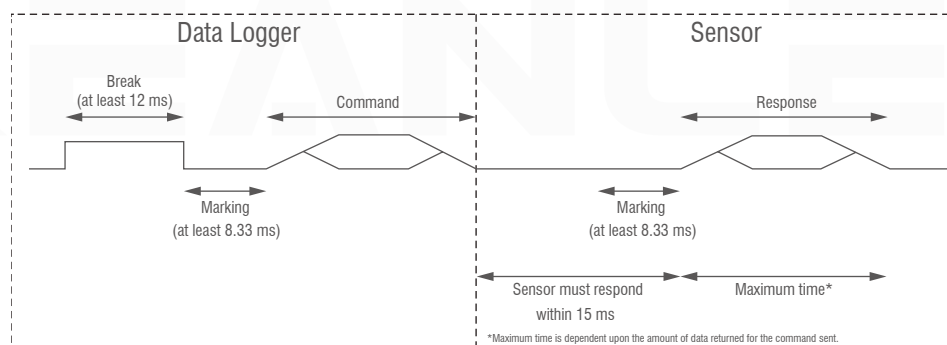 Data Logger
Sensor
Break
(at least 12 ms)
Command
Response
Marking
(at least 8.33 ms)
Marking
(at least 8.33 ms)
Sensor must respond
within 15 ms
Maximum time*
*Maximum time is dependent upon the amount of data returned for the command sent.